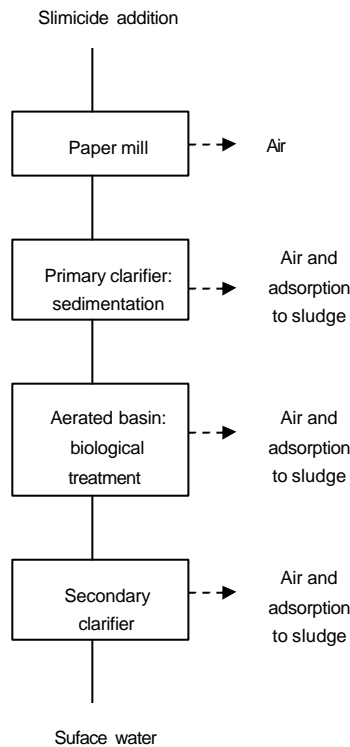 Slimicide addition
Paper mill
Air
Primary clarifier:
sedimentation
Air and
adsorption
to sludge
Aerated basin:
biological
treatment
Air and
adsorption
to sludge
Secondary
clarifier
Air and
adsorption
to sludge
Suface water